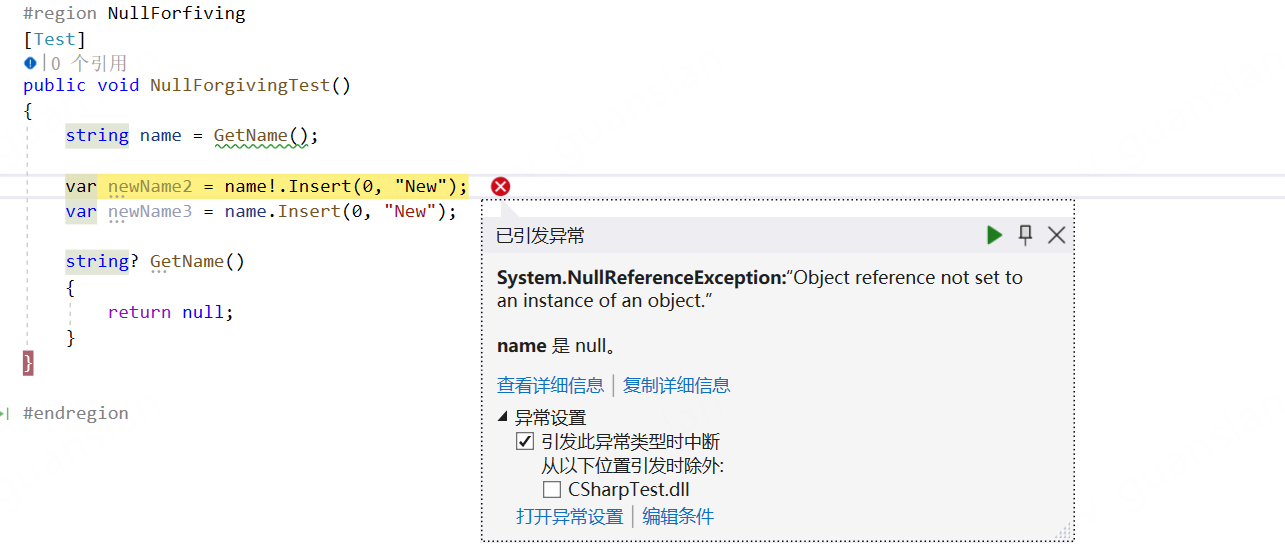 #region NullForfiving
[Test]
0 个引用
public void NullForgivingTest()
{
string name = GetName();
var newName2 = name!.Insert(0, "New");
var newName3 = name.Insert(0, "New");
string? GetName()
{
return null;
}
}
#endregion
已引发异常
System.NullReferenceException:“Object reference not set to
an instance of an object.”
name 是 null。
查看详细信息 | 复制详细信息
异常设置
引发此异常类型时中断
从以下位置引发时除外:
CSharpTest.dll
打开异常设置 | 编辑条件